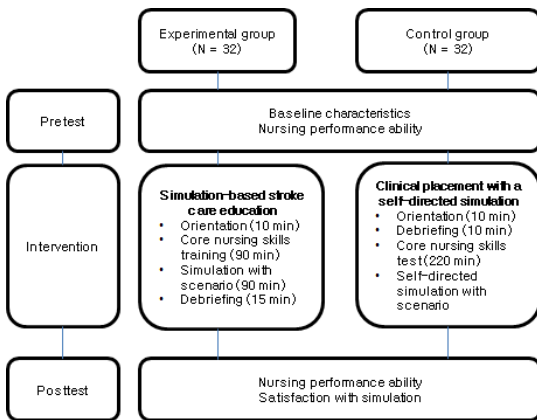 Experimental group
(N = 32)
Control group
(N = 32)
Pretest
Baseline characteristics
Nursing performance ability
Intervention
Simulation-based stroke
care education
• Orientation (10 min)
• Core nursing skills
training (90 min)
• Simulation with
scenario (90 min)
• Debriefing (15 min)
Clinical placement with a
self-directed simulation
• Orientation (10 min)
• Debriefing (10 min)
• Core nursing skills
test (220 min)
• Self-directed
simulation with
scenario
Posttest
Nursing performance ability
Satisfaction with simulation